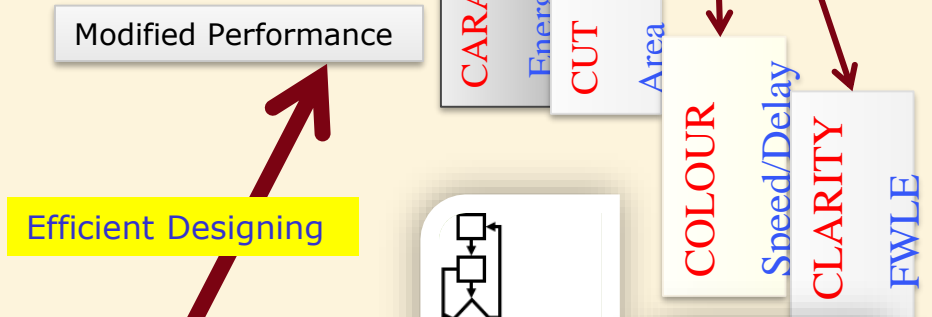 Modified Performance
Efficient Designing
CUT
Area
COLOUR
Speed/Delay
CLARITY
FWLE